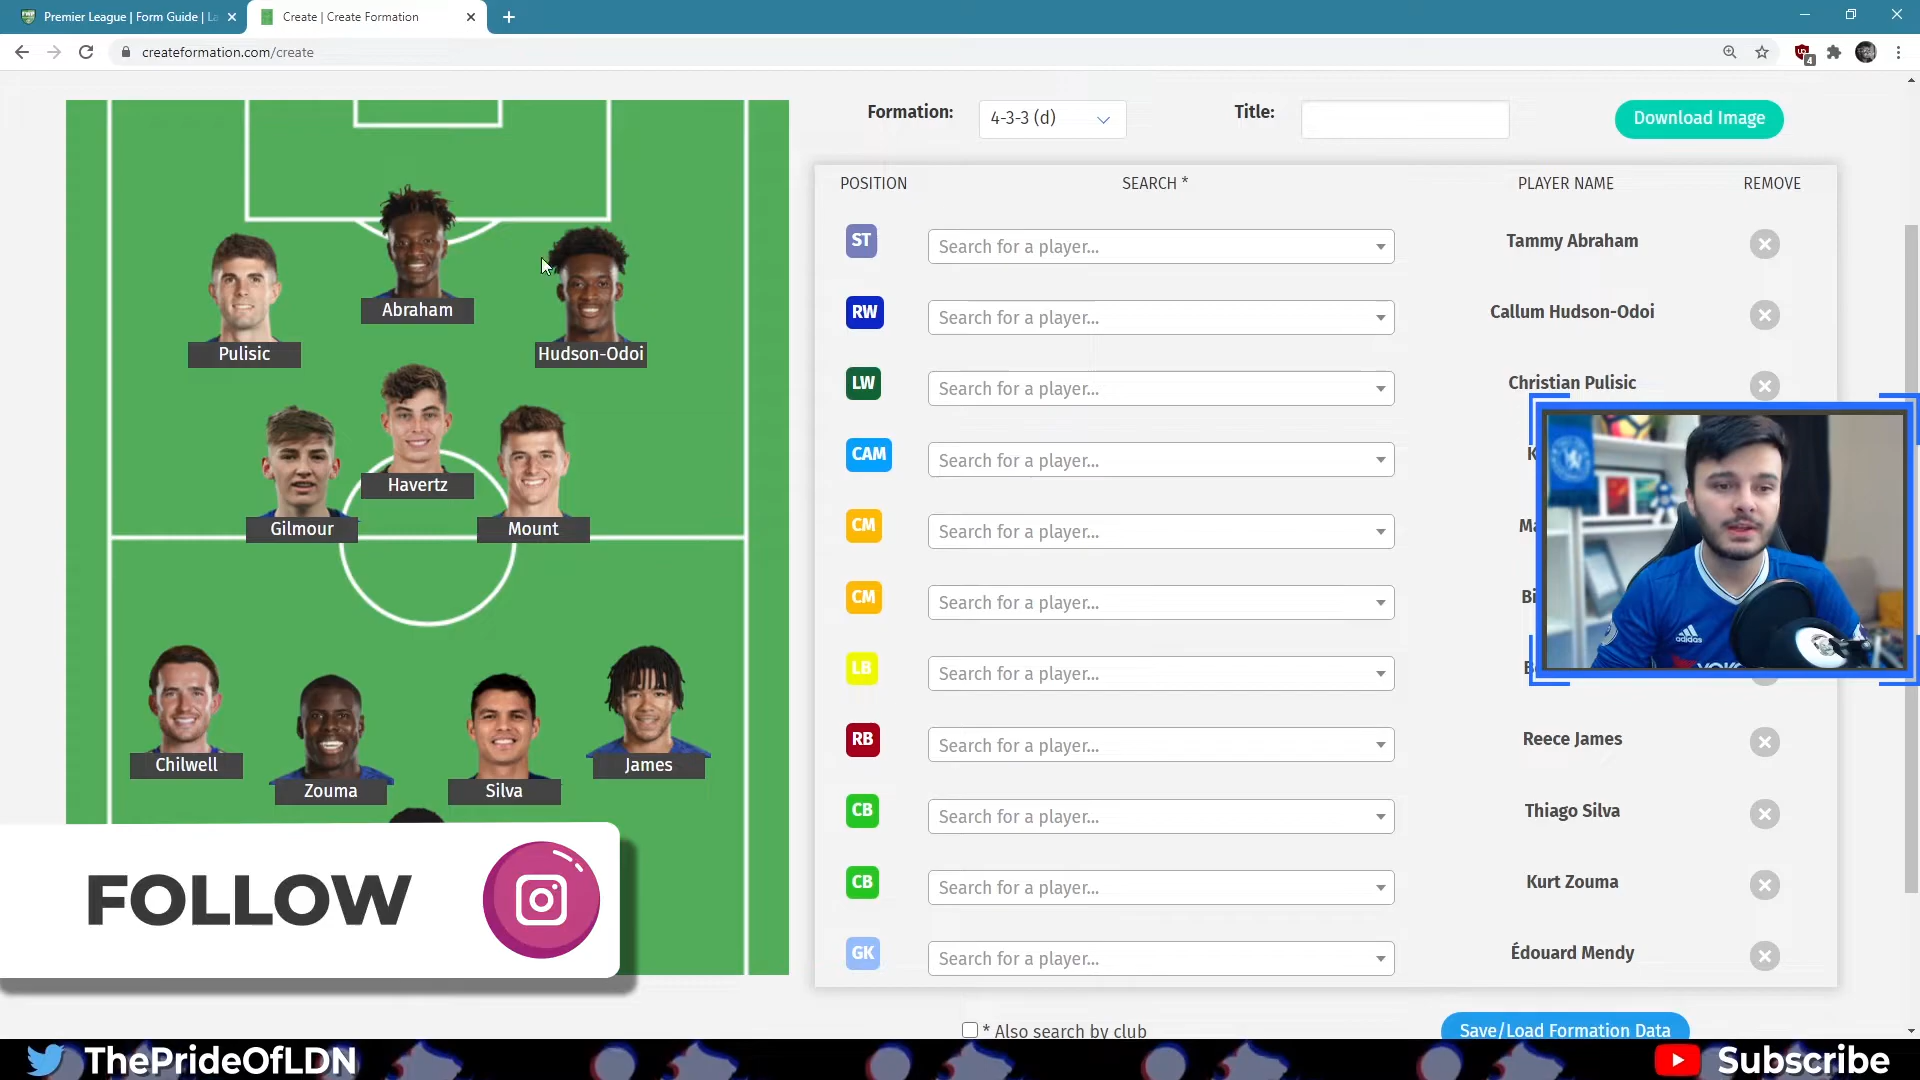 Premier League | Form Guide | La
Create | Create Formation
createformation.com/create
4
Formation:
4-3-3 (d)
Title:
Download Image
POSITION
SEARCH *
PLAYER NAME
REMOVE
ST
Search for a player...
Tammy Abraham
RW
Search for a player...
Callum Hudson-Odoi
LW
Search for a player...
Christian Pulisic
CAM
Search for a player...
K
CM
Search for a player...
Ma
CM
Search for a player...
Bi
LB
Search for a player...
RB
Search for a player...
Reece James
CB
Search for a player...
Thiago Silva
CB
Search for a player...
Kurt Zouma
GK
Search for a player...
Édouard Mendy
* Also search by club
Save/Load Formation Data
Abraham
Pulisic
Hudson-Odoi
Havertz
Gilmour
Mount
Chilwell
Zouma
Silva
James
FOLLOW
adidas
ThePrideOfLDN
Subscribe